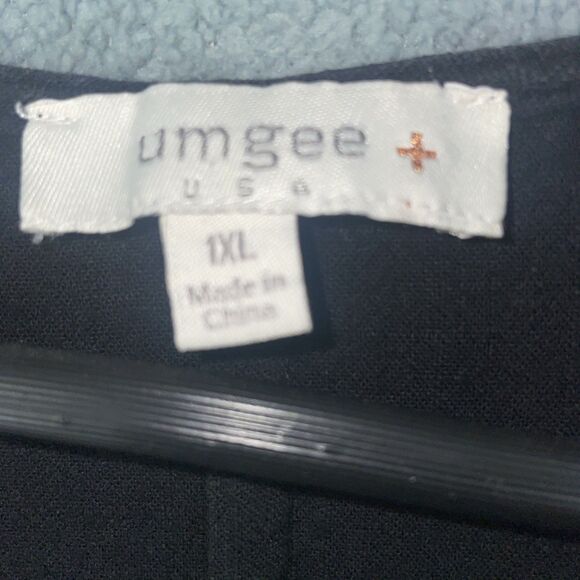 umgee +
USA
1XL
Made in
China